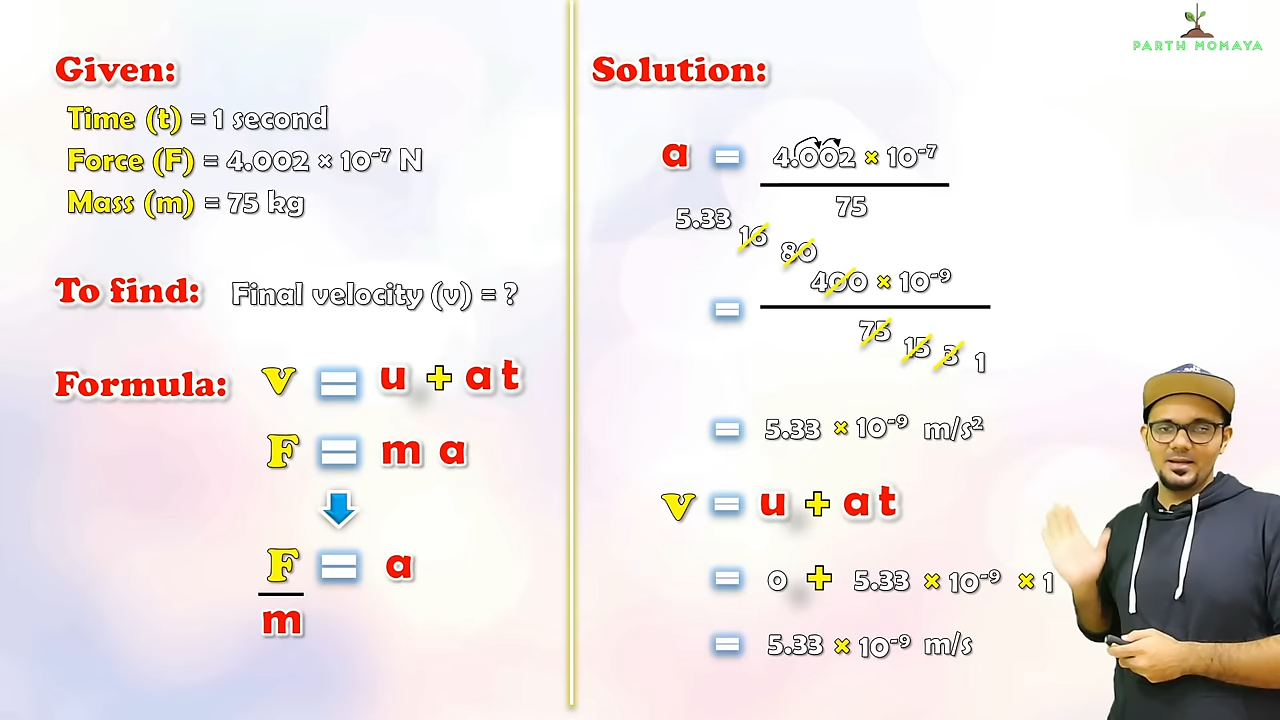 PARTH MOMAYA
Given:
Time (t) = 1 second
Force (F) = 4.002 × 10⁻⁷ N
Mass (m) = 75 kg
To find: Final velocity (v) = ?
Formula: v = u + a t
F = m a
F = a
m
Solution:
a = 4.002 × 10⁻⁷
75
5.33 16 80
400 × 10⁻⁹
=
75 15 3 1
= 5.33 × 10⁻⁹ m/s²
v = u + a t
= 0 + 5.33 × 10⁻⁹ × 1
= 5.33 × 10⁻⁹ m/s